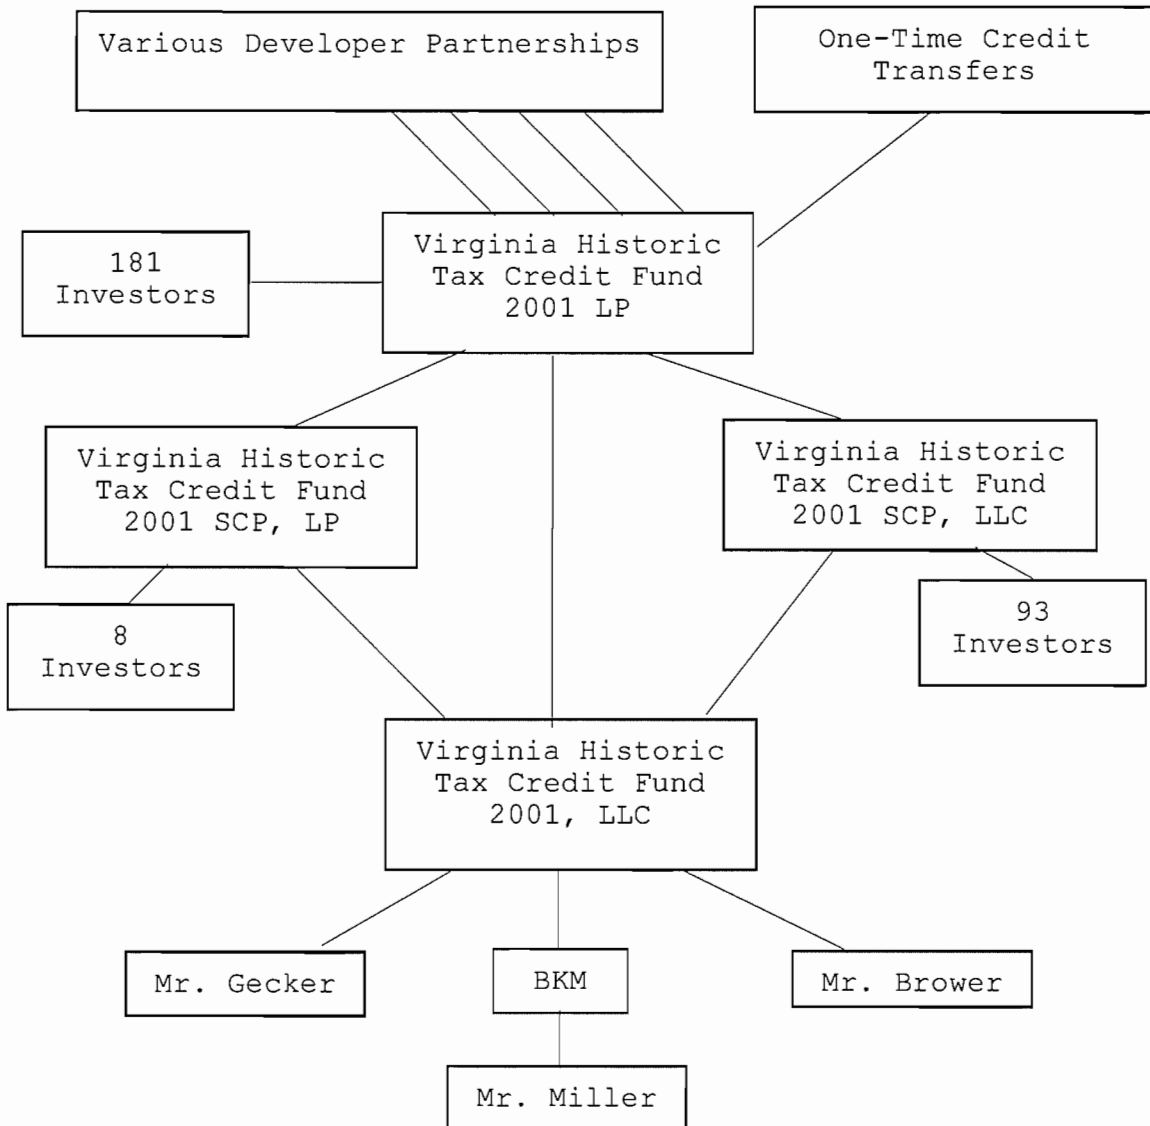 Various Developer Partnerships
One-Time Credit
Transfers
Virginia Historic
Tax Credit Fund
2001 LP
181
Investors
Virginia Historic
Tax Credit Fund
2001 SCP, LP
Virginia Historic
Tax Credit Fund
2001 SCP, LLC
8
Investors
93
Investors
Virginia Historic
Tax Credit Fund
2001, LLC
Mr. Gecker
BKM
Mr. Brower
Mr. Miller